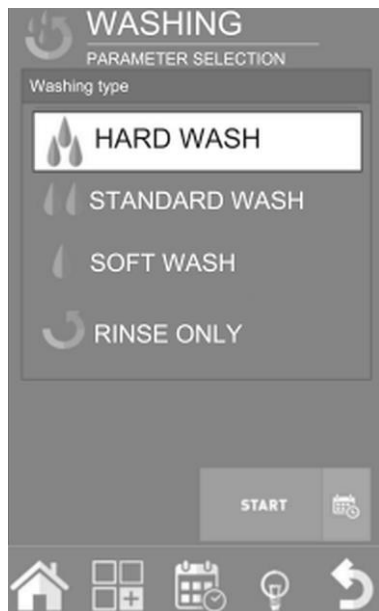 WASHING
PARAMETER SELECTION
Washing type
HARD WASH
STANDARD WASH
SOFT WASH
RINSE ONLY
START